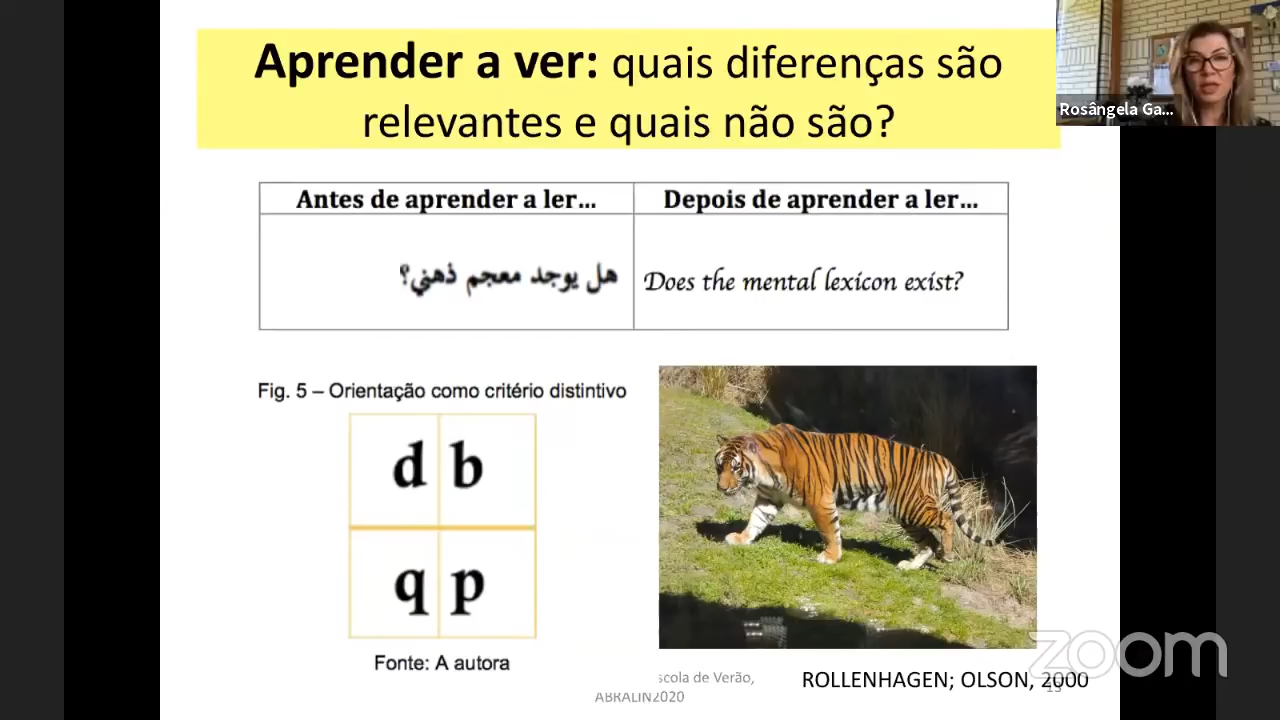 Aprender a ver: quais diferenças são
relevantes e quais não são?
Rosângela Ga...
Antes de aprender a ler...
Depois de aprender a ler...
هل يوجد معجم ذهني؟
Does the mental lexicon exist?
Fig. 5 – Orientação como critério distintivo
d b
q p
Fonte: A autora
scola de Verão,
ABRALIN2020
ROLLENHAGEN; OLSON, 2000
13
zoom